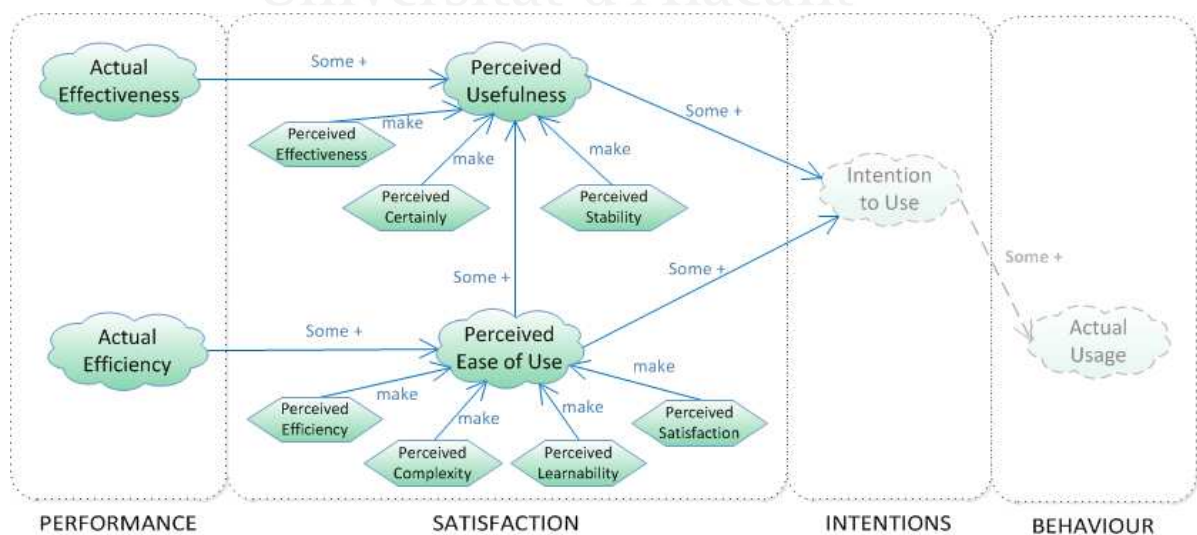 Universitat d'Alacant
Actual
Effectiveness
Some +
Perceived
Usefulness
Perceived
Effectiveness
make
make
make
Perceived
Certainly
Perceived
Stability
Some +
Intention
to Use
Some +
Some +
Some +
Actual
Usage
Actual
Efficiency
Some +
Perceived
Ease of Use
make
make
make
make
Perceived
Efficiency
Perceived
Complexity
Perceived
Learnability
Perceived
Satisfaction
PERFORMANCE
SATISFACTION
INTENTIONS
BEHAVIOUR